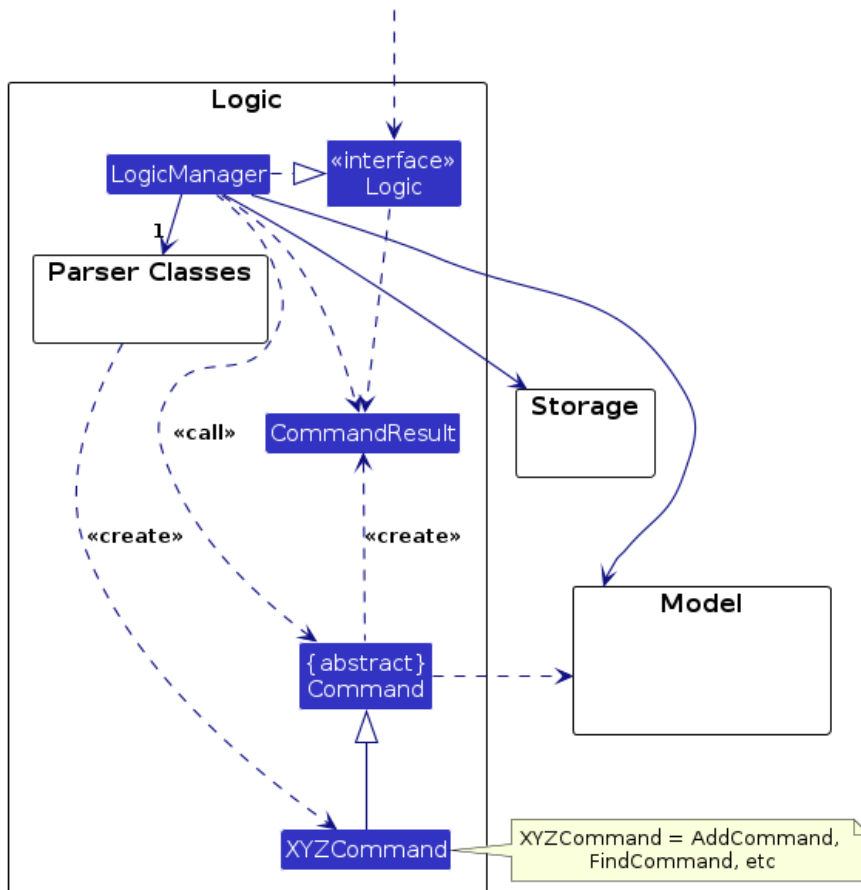 Logic
«interface»
Logic
LogicManager
1
Parser Classes
Storage
CommandResult
«call»
«create»
«create»
Model
{abstract}
Command
XYZCommand
XYZCommand = AddCommand,
FindCommand, etc